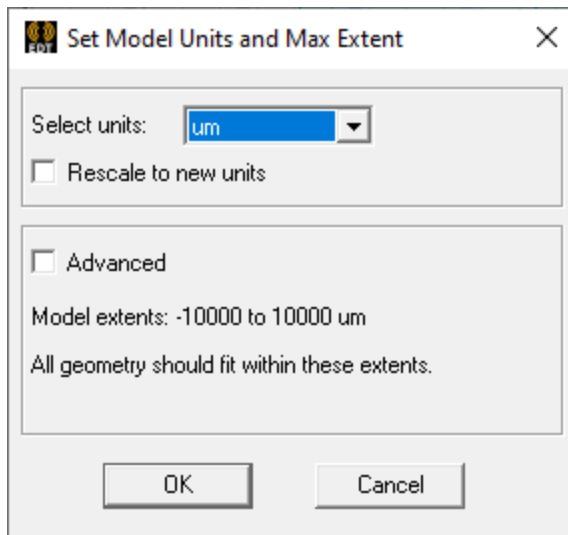 EDT
Set Model Units and Max Extent
Select units:
um
Rescale to new units
Advanced
Model extents: -10000 to 10000 um
All geometry should fit within these extents.
OK
Cancel